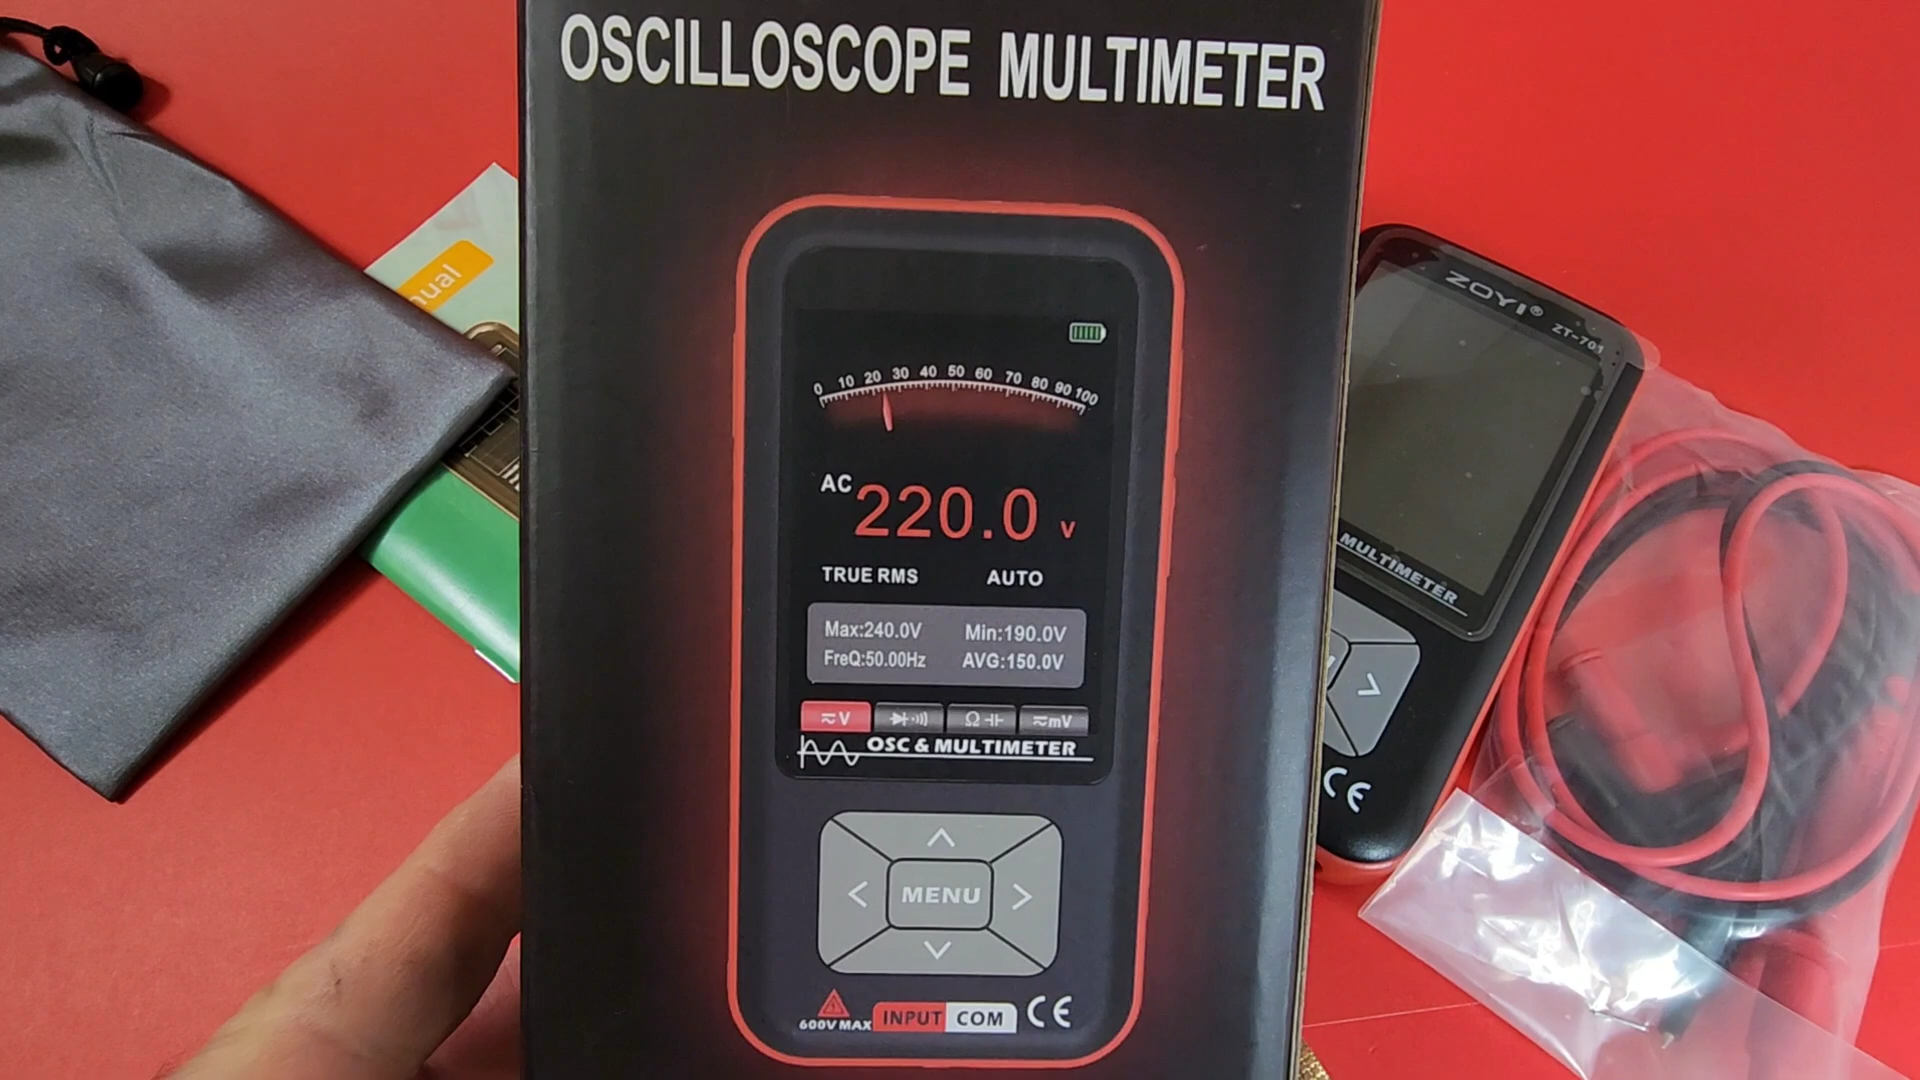 OSCILLOSCOPE MULTIMETER
0 10 20 30 40 50 60 70 80 90 100
AC 220.0 V
TRUE RMS AUTO
Max:240.0V Min:190.0V
FreQ:50.00Hz AVG:150.0V
V Ω mV
OSC & MULTIMETER
MENU
600V MAX INPUT COM CE
ZOYI®
ZT-701
MULTIMETER
CE